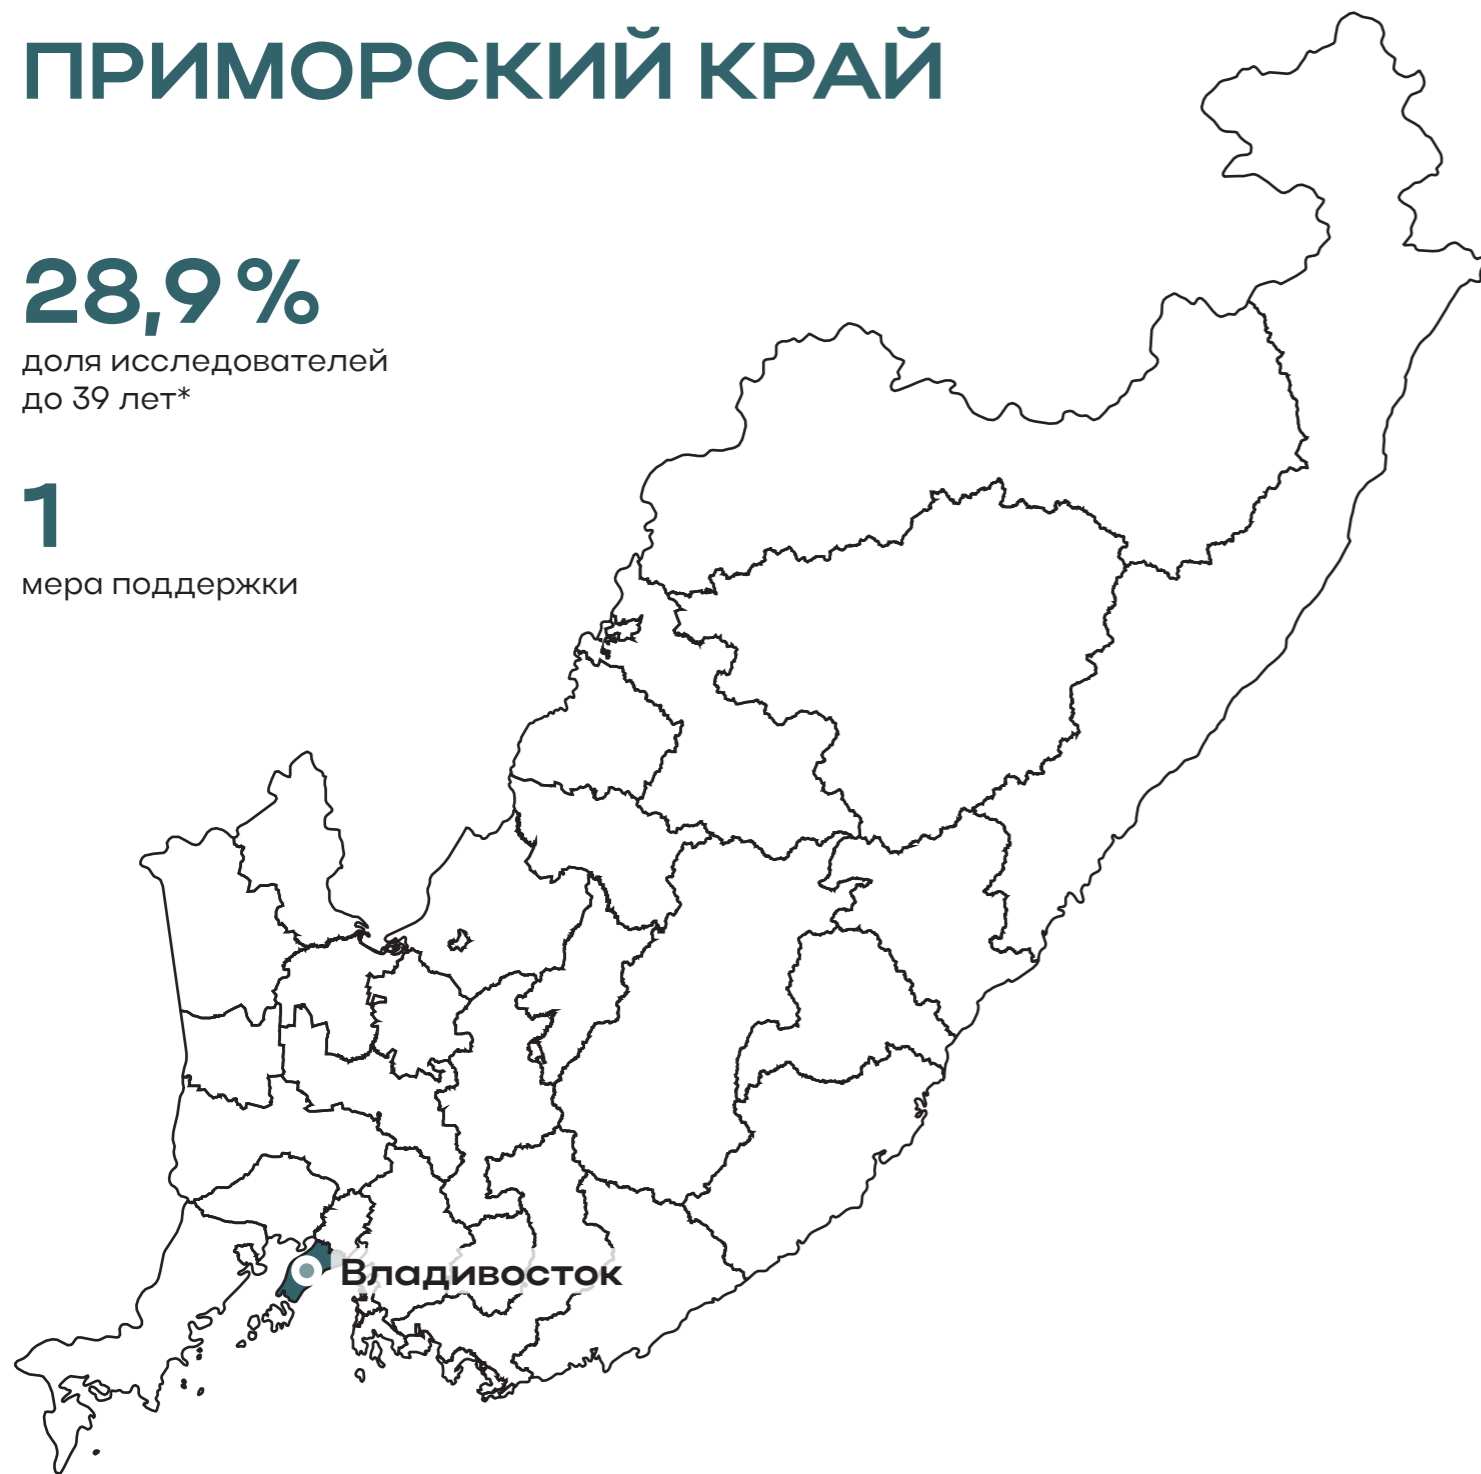 ПРИМОРСКИЙ КРАЙ
28,9 %
доля исследователей
до 39 лет*
1
мера поддержки
Владивосток